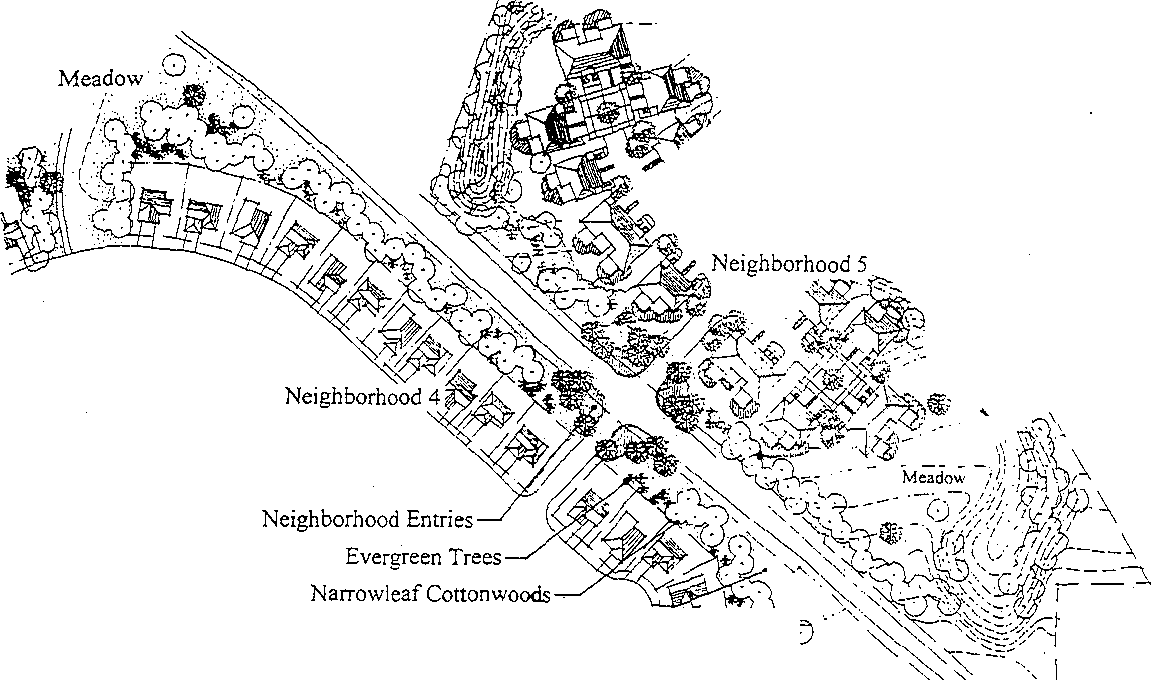 Meadow
Neighborhood 5
Neighborhood 4
Meadow
Neighborhood Entries
Evergreen Trees
Narrowleaf Cottonwoods